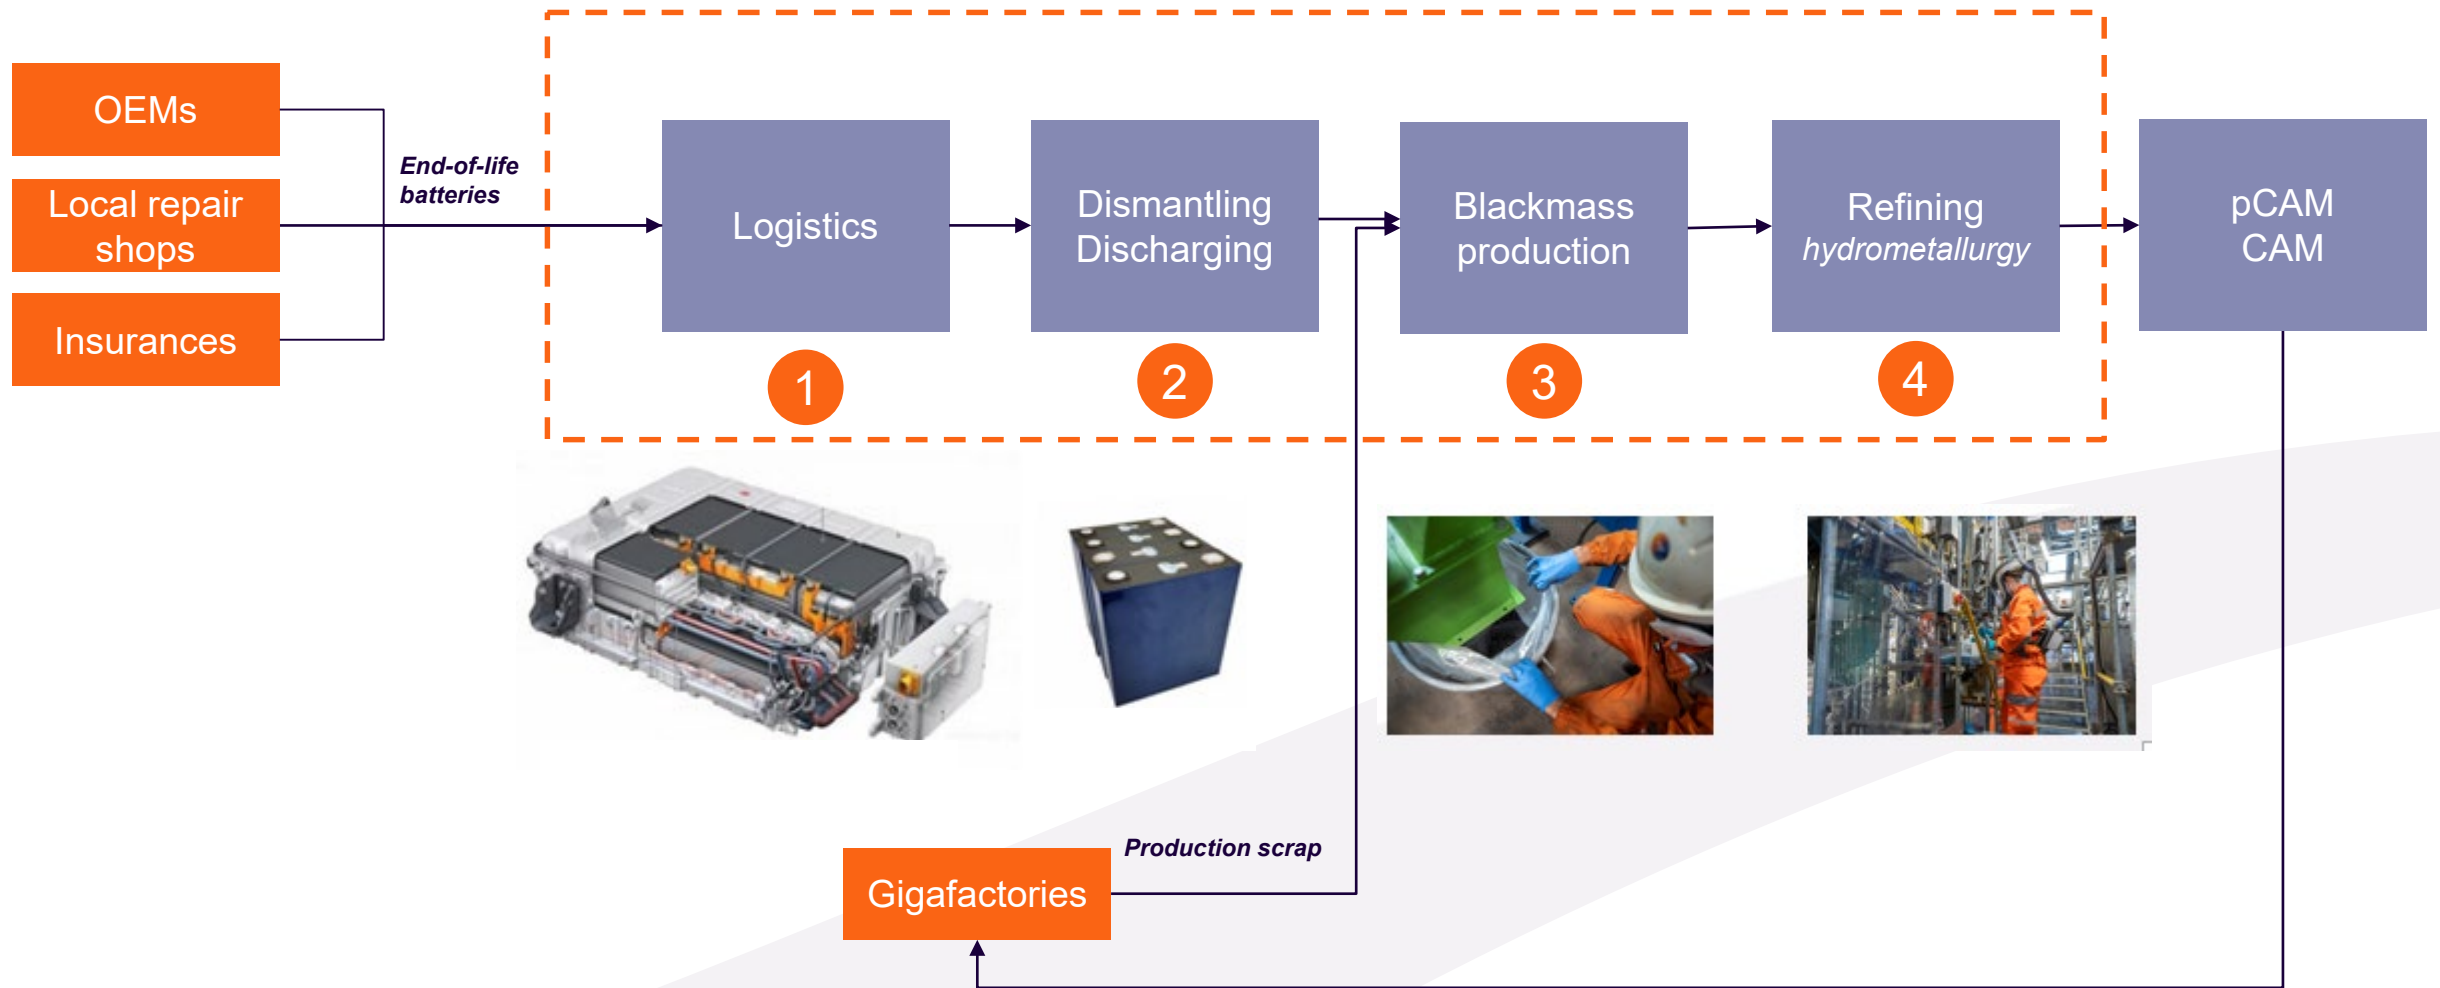 OEMs
Local repair
shops
Insurances
End-of-life
batteries
Logistics
Dismantling
Discharging
Blackmass
production
Refining
hydrometallurgy
pCAM
CAM
1
2
3
4
Production scrap
Gigafactories